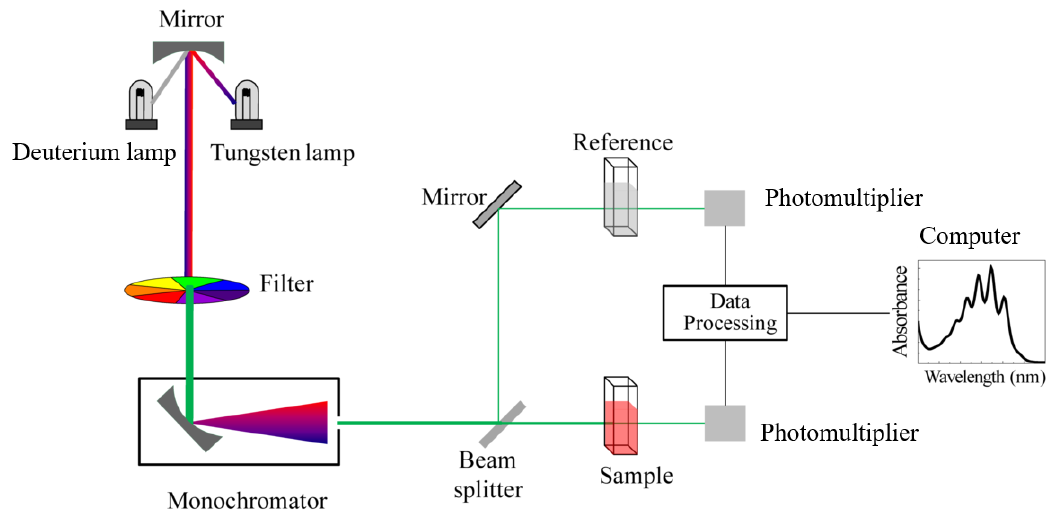 Mirror
Deuterium lamp
Tungsten lamp
Filter
Monochromator
Mirror
Reference
Photomultiplier
Computer
Absorbance
Wavelength (nm)
Data
Processing
Beam
splitter
Sample
Photomultiplier